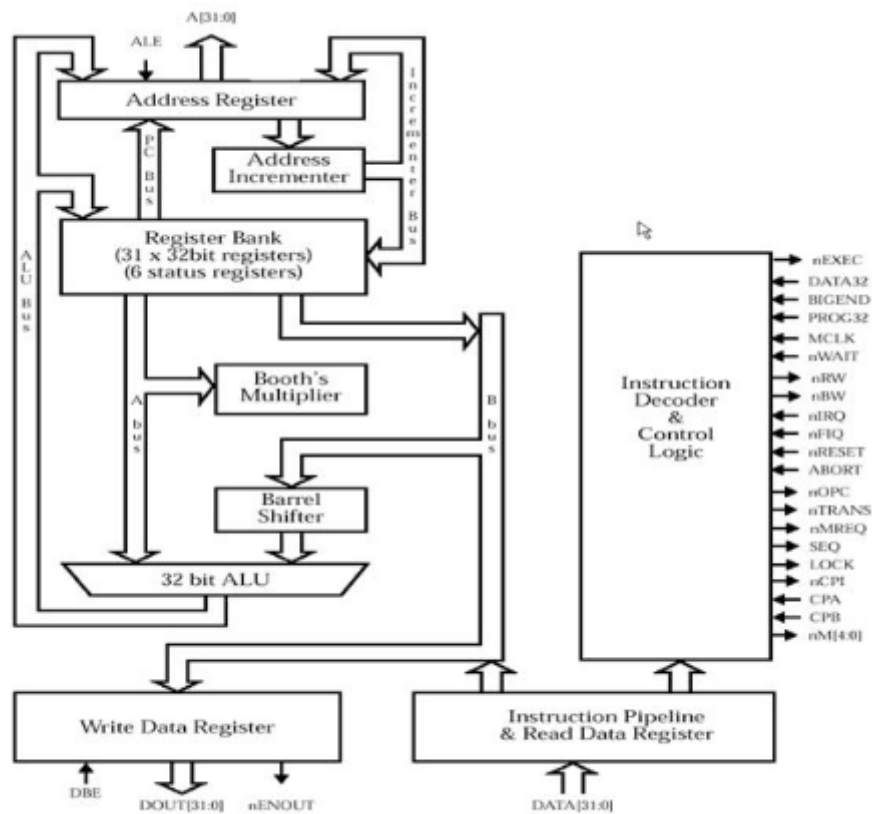 A[31:0]
ALE
Address Register
PC Bus
Address
Incrementer
Incrementer Bus
Register Bank
(31 x 32bit registers)
(6 status registers)
ALU Bus
A bus
Booth's
Multiplier
B bus
Barrel
Shifter
32 bit ALU
Instruction
Decoder
&
Control
Logic
nEXEC
DATA32
BIGEND
PROG32
MCLK
nWAIT
nRW
nBW
nIRQ
nFIQ
nRESET
ABORT
nOPC
nTRANS
nMREQ
SEQ
LOCK
nCPI
CPA
CPB
nM[4:0]
Write Data Register
Instruction Pipeline
& Read Data Register
DBE
DOUT[31:0]
nENOUT
DATA[31:0]